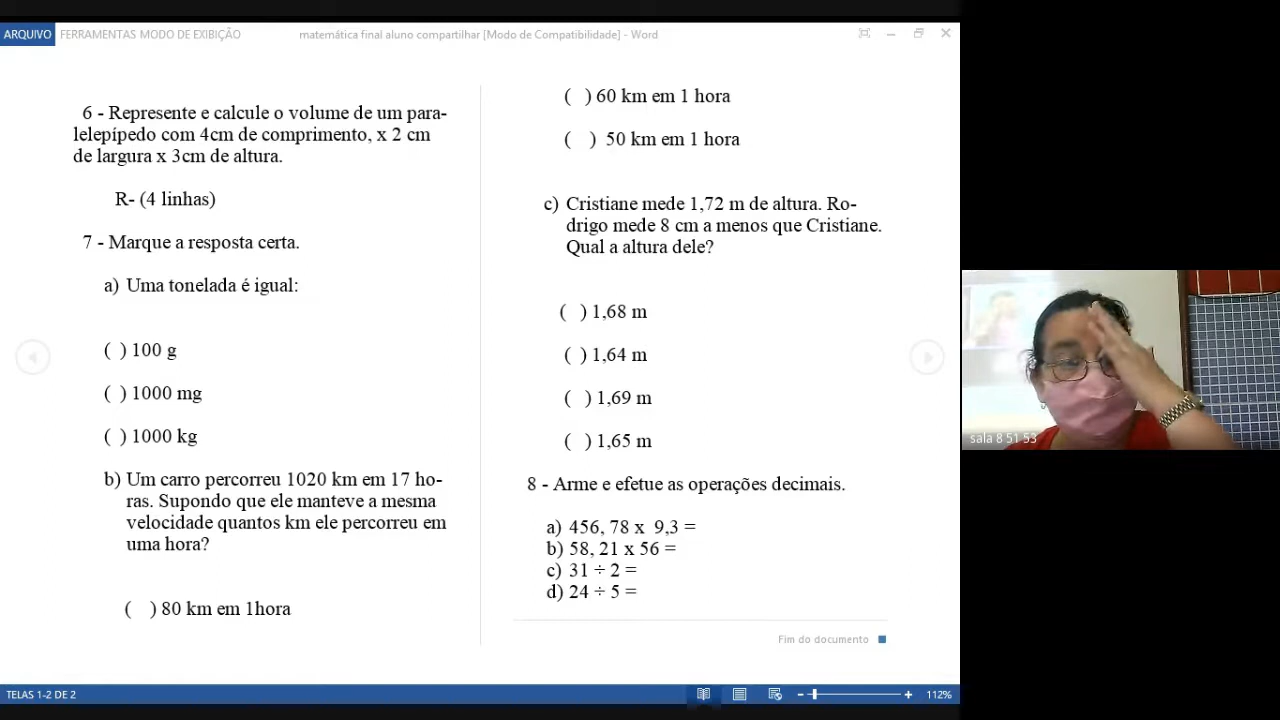 ARQUIVO FERRAMENTAS MODO DE EXIBIÇÃO matemática final aluno compartilhar [Modo de Compatibilidade] - Word
6 - Represente e calcule o volume de um para-
lelepípedo com 4cm de comprimento, x 2 cm
de largura x 3cm de altura.
R- (4 linhas)
7 - Marque a resposta certa.
a) Uma tonelada é igual:
( ) 100 g
( ) 1000 mg
( ) 1000 kg
b) Um carro percorreu 1020 km em 17 ho-
ras. Supondo que ele manteve a mesma
velocidade quantos km ele percorreu em
uma hora?
( ) 80 km em 1hora
( ) 60 km em 1 hora
( ) 50 km em 1 hora
c) Cristiane mede 1,72 m de altura. Ro-
drigo mede 8 cm a menos que Cristiane.
Qual a altura dele?
( ) 1,68 m
( ) 1,64 m
( ) 1,69 m
( ) 1,65 m
8 - Arme e efetue as operações decimais.
a) 456, 78 x 9,3 =
b) 58, 21 x 56 =
c) 31 ÷ 2 =
d) 24 ÷ 5 =
Fim do documento
sala 8 51 53
TELAS 1-2 DE 2 112%